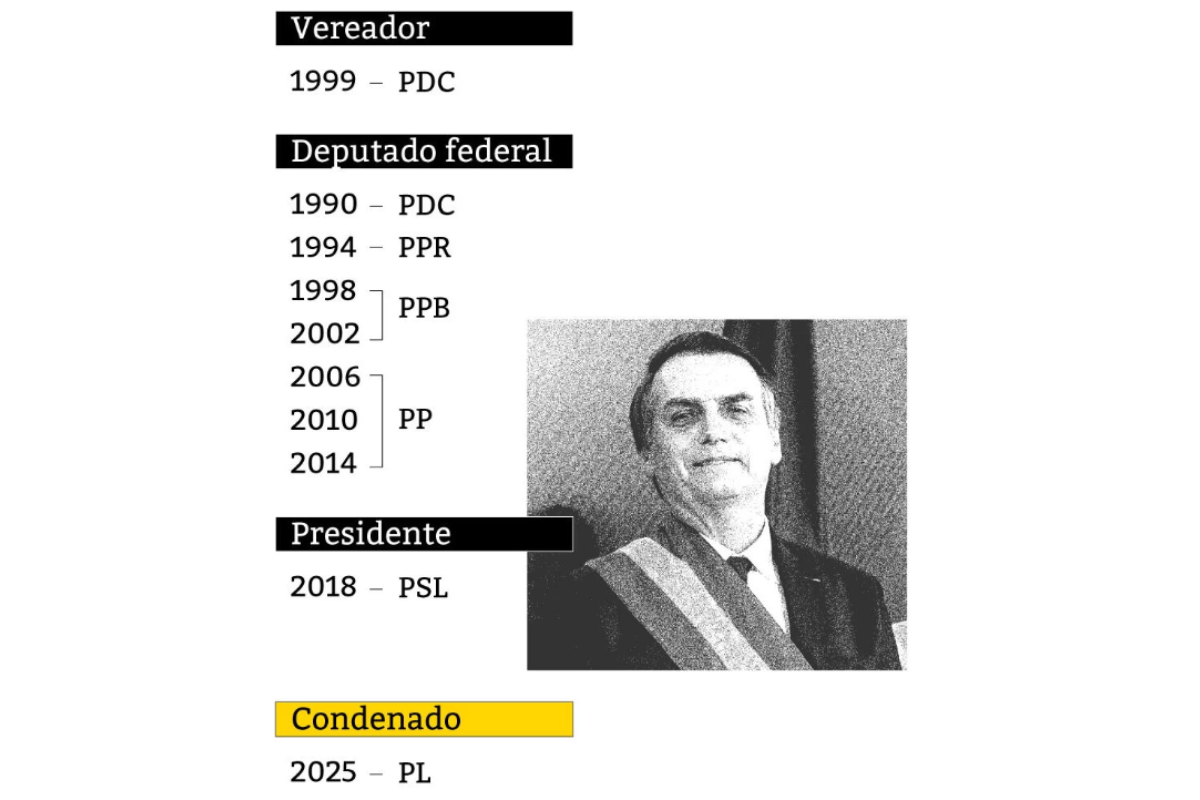 Vereador
1999 – PDC
Deputado federal
1990 – PDC
1994 – PPR
1998
PPB
2002
2006
2010 PP
2014
Presidente
2018 – PSL
Condenado
2025 – PL